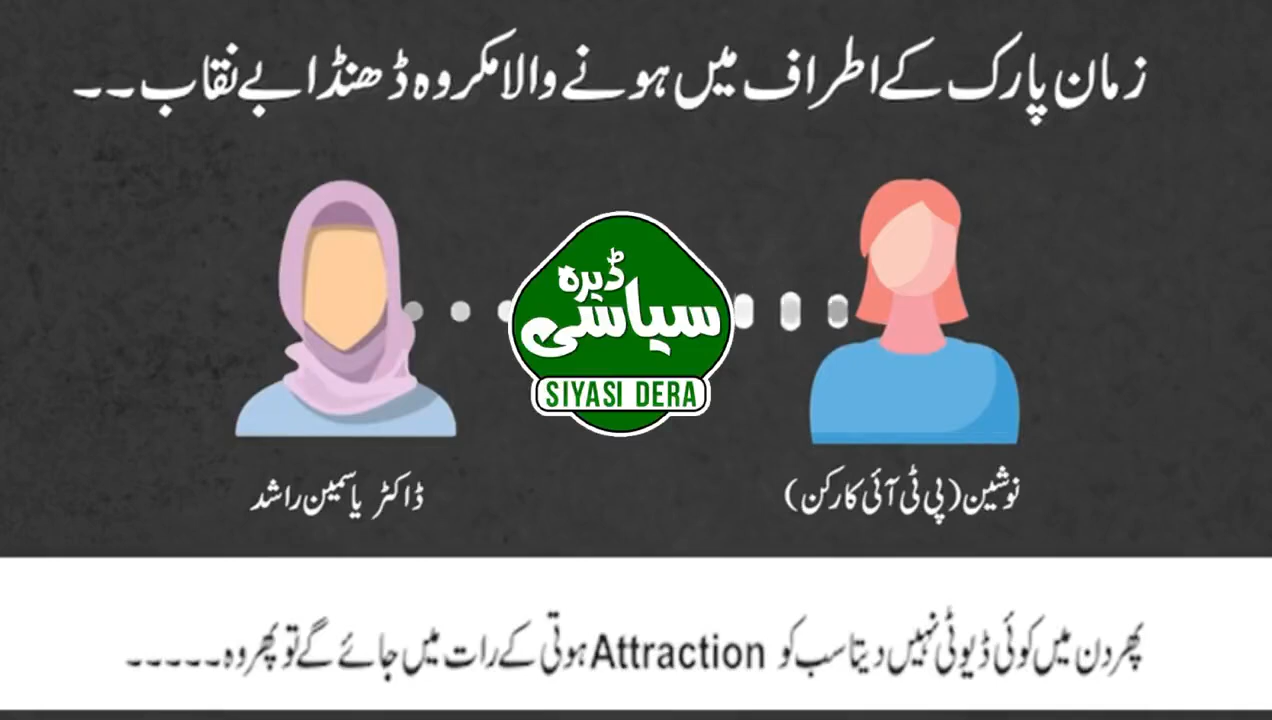 زمان پارک کے اطراف میں ہونے والا مکروہ ڈھنڈا بے نقاب۔۔
ڈیرہ
سیاسی
SIYASI DERA
نوشین (پی ٹی آئی کارکن)
ڈاکٹر یاسمین راشد
پھر دن میں کوئی ڈیوٹی نہیں دیتا سب کو Attraction ہوتی کے رات میں جائے گے تو پھر وہ۔۔۔۔۔